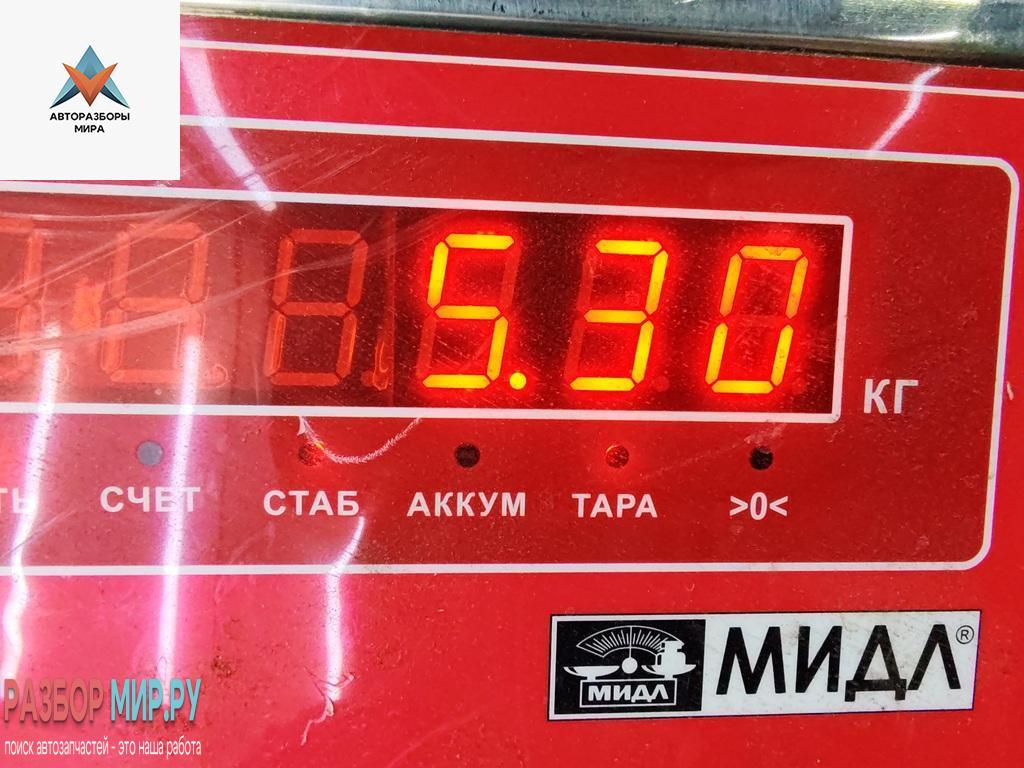 АВТОРАЗБОРЫ
МИРА
5.30
КГ
СЧЕТ СТАБ АККУМ ТАРА >0<
МИДЛ МИДЛ®
РАЗБОР МИР.РУ
поиск автозапчастей - это наша работа